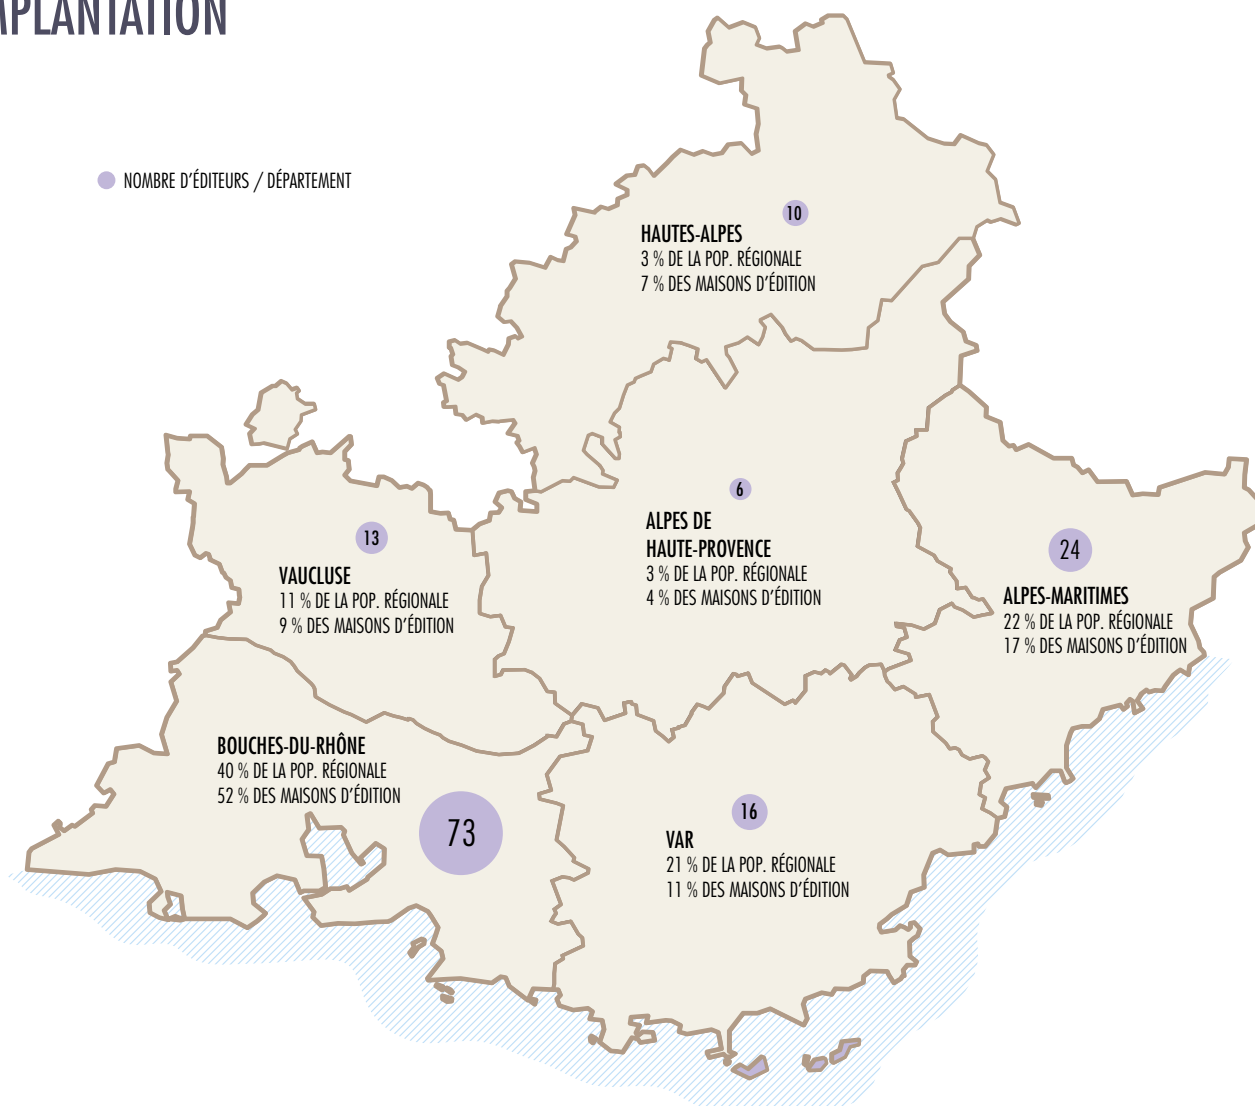 MPLANTATION
NOMBRE D'ÉDITEURS / DÉPARTEMENT
10
HAUTES-ALPES
3 % DE LA POP. RÉGIONALE
7 % DES MAISONS D'ÉDITION
6
ALPES DE
HAUTE-PROVENCE
3 % DE LA POP. RÉGIONALE
4 % DES MAISONS D'ÉDITION
13
VAUCLUSE
11 % DE LA POP. RÉGIONALE
9 % DES MAISONS D'ÉDITION
24
ALPES-MARITIMES
22 % DE LA POP. RÉGIONALE
17 % DES MAISONS D'ÉDITION
BOUCHES-DU-RHÔNE
40 % DE LA POP. RÉGIONALE
52 % DES MAISONS D'ÉDITION
73
16
VAR
21 % DE LA POP. RÉGIONALE
11 % DES MAISONS D'ÉDITION